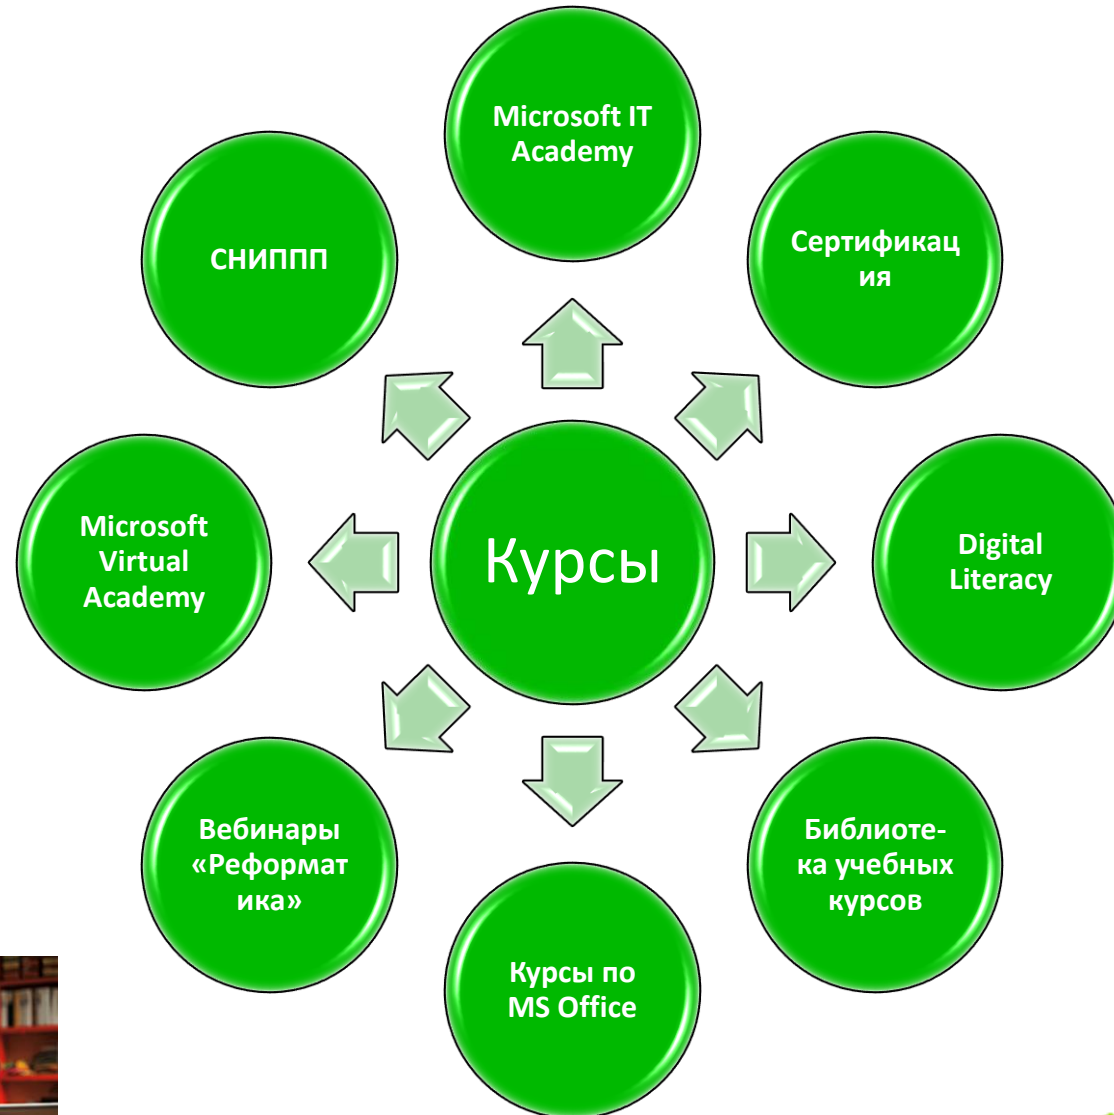 Microsoft IT
Academy
Сертификац
ия
Digital
Literacy
Библиоте-
ка учебных
курсов
Курсы по
MS Office
Вебинары
«Реформат
ика»
Microsoft
Virtual
Academy
СНИППП
Курсы